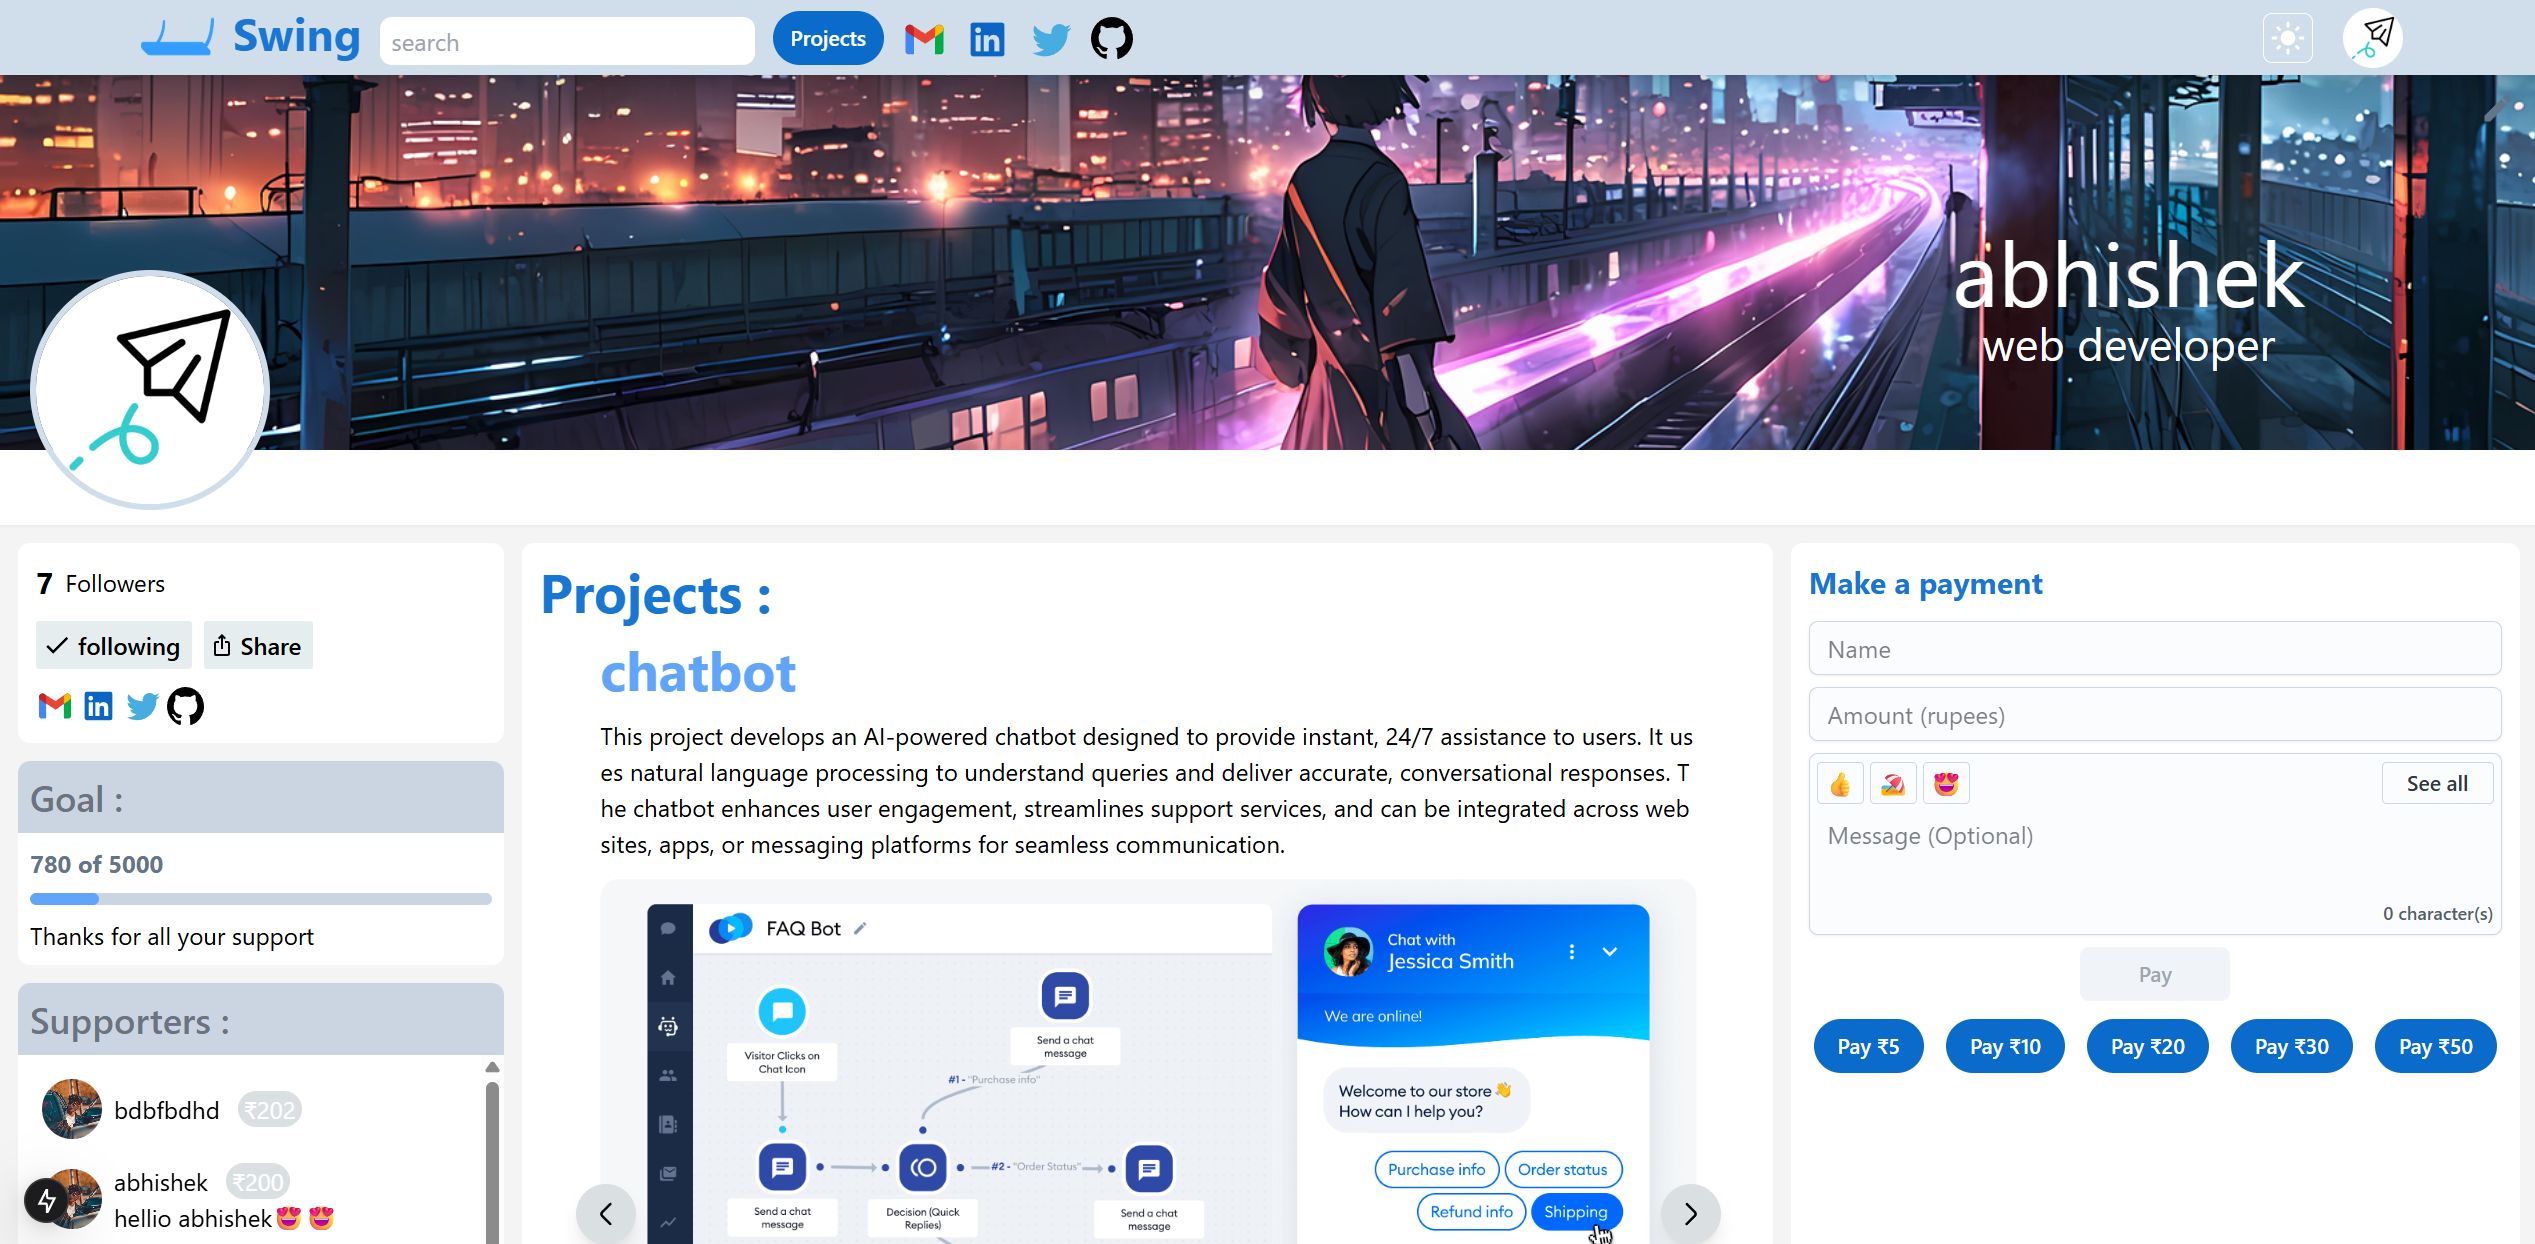 Swing
search
Projects
abhishek
web developer
7 Followers
following
Share
Goal :
780 of 5000
Thanks for all your support
Supporters :
bdbfbdhd ₹202
abhishek ₹200
hellio abhishek😍😍
Projects :
chatbot
This project develops an AI-powered chatbot designed to provide instant, 24/7 assistance to users. It us
es natural language processing to understand queries and deliver accurate, conversational responses. T
he chatbot enhances user engagement, streamlines support services, and can be integrated across web
sites, apps, or messaging platforms for seamless communication.
FAQ Bot
Visitor Clicks on
Chat Icon
Send a chat
message
#1 - "Purchase info"
#2 - "Order Status"
Send a chat
message
Decision (Quick
Replies)
Send a chat
message
Chat with
Jessica Smith
We are online!
Welcome to our store👋
How can I help you?
Purchase info
Order status
Refund info
Shipping
Make a payment
Name
Amount (rupees)
👍 🏖 😍
See all
Message (Optional)
0 character(s)
Pay
Pay ₹5
Pay ₹10
Pay ₹20
Pay ₹30
Pay ₹50